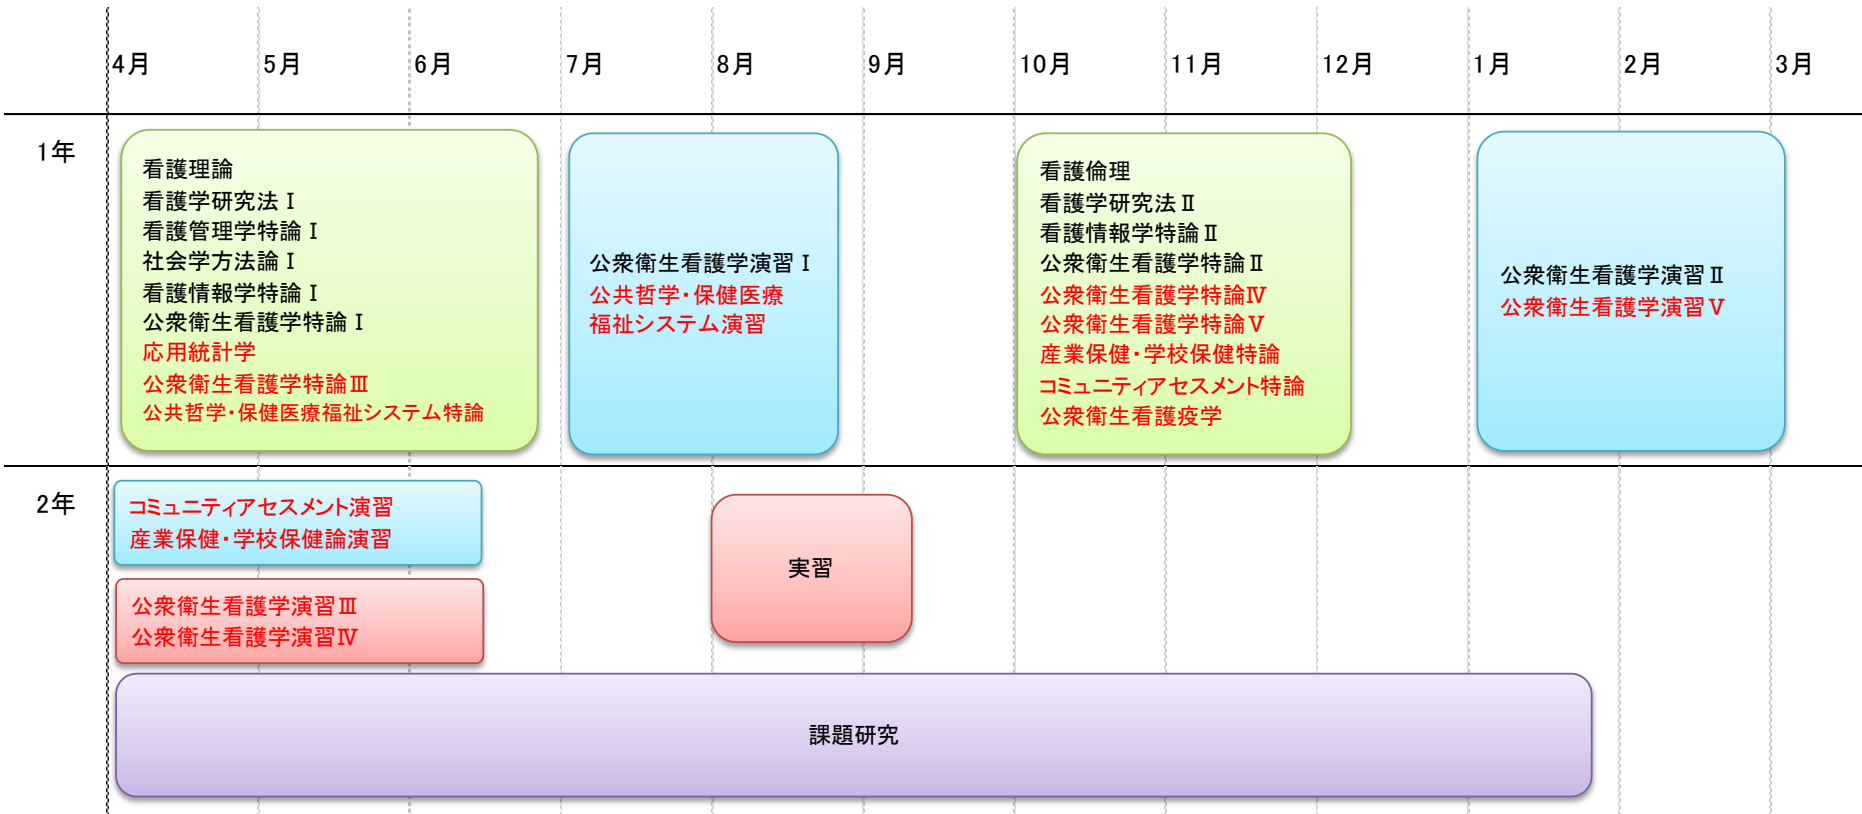 4月
5月
6月
7月
8月
9月
10月
11月
12月
1月
2月
3月
1年
看護理論
看護学研究法Ⅰ
看護管理学特論Ⅰ
社会学方法論Ⅰ
看護情報学特論Ⅰ
公衆衛生看護学特論Ⅰ
応用統計学
公衆衛生看護学特論Ⅲ
公共哲学・保健医療福祉システム特論
公衆衛生看護学演習Ⅰ
公共哲学・保健医療
福祉システム演習
看護倫理
看護学研究法Ⅱ
看護情報学特論Ⅱ
公衆衛生看護学特論Ⅱ
公衆衛生看護学特論Ⅳ
公衆衛生看護学特論Ⅴ
産業保健・学校保健特論
コミュニティアセスメント特論
公衆衛生看護疫学
公衆衛生看護学演習Ⅱ
公衆衛生看護学演習Ⅴ
2年
コミュニティアセスメント演習
産業保健・学校保健論演習
公衆衛生看護学演習Ⅲ
公衆衛生看護学演習Ⅳ
実習
課題研究